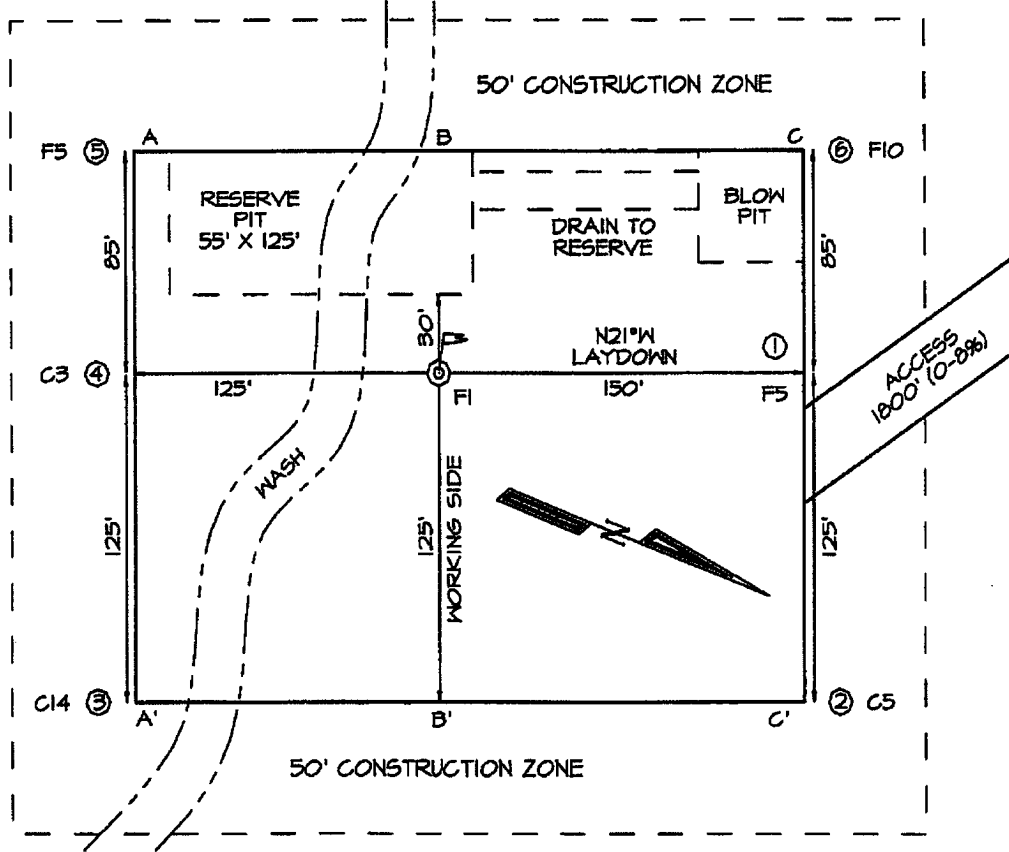 50' CONSTRUCTION ZONE
A
B
C
F5 ⑤
⑥ F10
RESERVE
PIT
55' X 125'
BLOW
PIT
DRAIN TO
RESERVE
85'
85'
30'
N21°W
LAYDOWN
①
ACCESS
1800' (0-8%)
C3 ④
125'
150'
F1
F5
WASH
WORKING SIDE
N
125'
125'
125'
C14 ③
② C5
A'
B'
C'
50' CONSTRUCTION ZONE